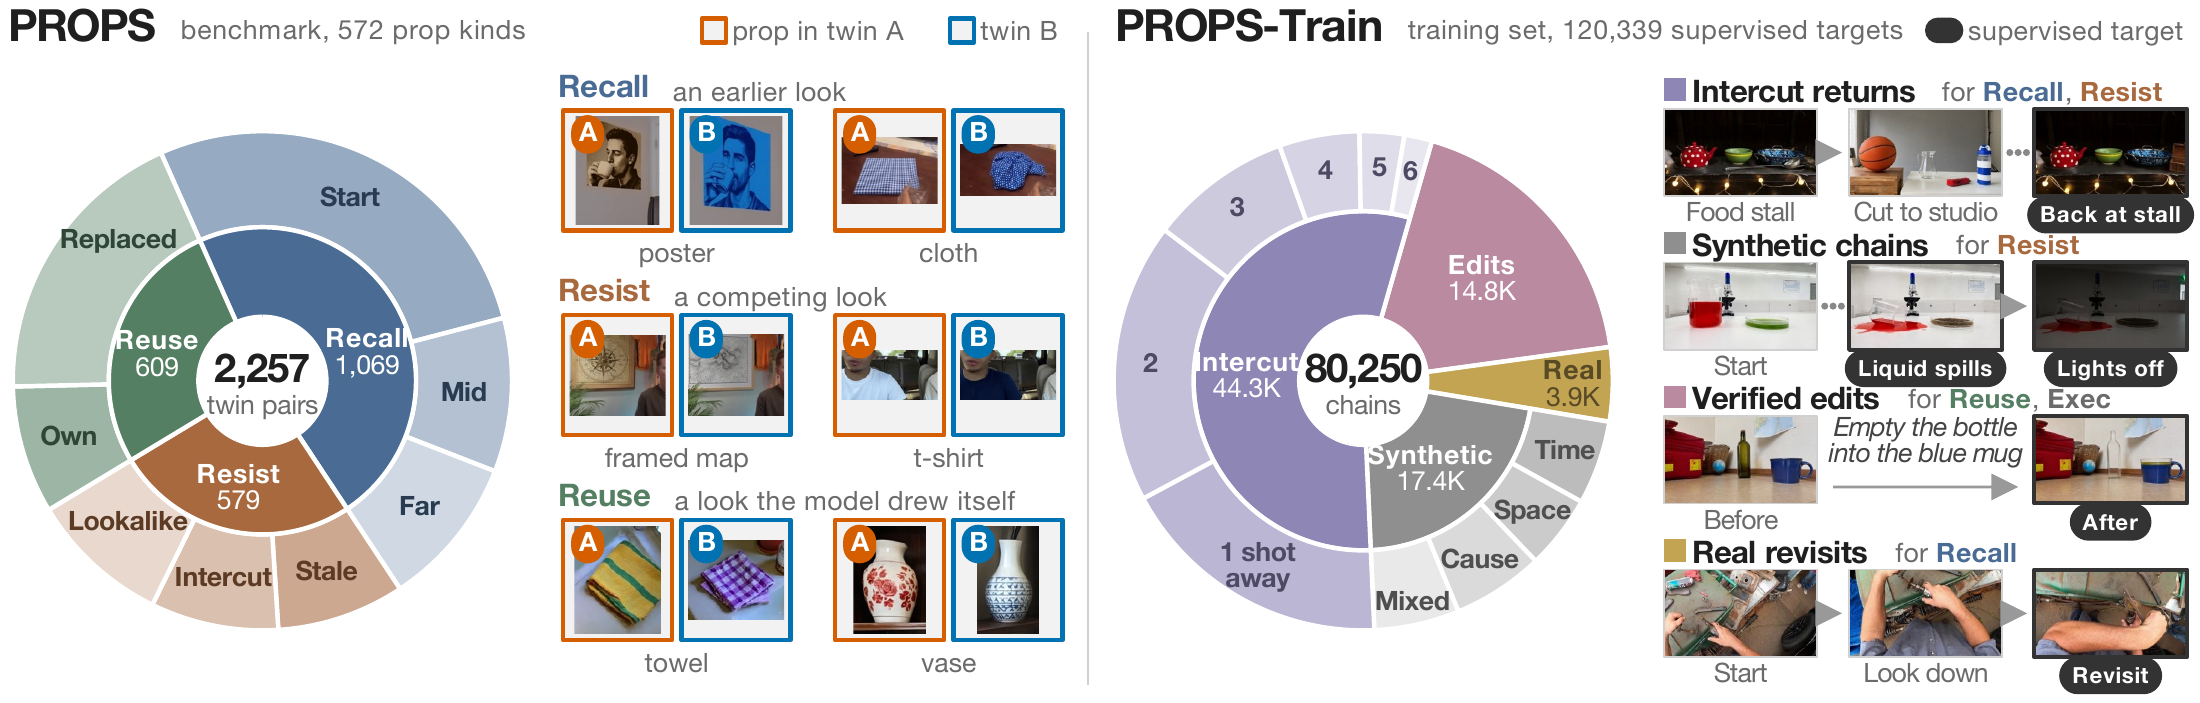 PROPS benchmark, 572 prop kinds
prop in twin A
twin B
Start
Mid
Far
Stale
Intercut
Lookalike
Own
Replaced
Recall
1,069
Resist
579
Reuse
609
2,257
twin pairs
Recall an earlier look
A
B
A
B
poster
cloth
Resist a competing look
A
B
A
B
framed map
t-shirt
Reuse a look the model drew itself
A
B
A
B
towel
vase
PROPS-Train training set, 120,339 supervised targets
supervised target
6
5
4
3
2
1 shot
away
Mixed
Cause
Space
Time
Edits
14.8K
Real
3.9K
Synthetic
17.4K
Intercut
44.3K
80,250
chains
Intercut returns for Recall, Resist
Food stall
Cut to studio
Back at stall
Synthetic chains for Resist
Start
Liquid spills
Lights off
Verified edits for Reuse, Exec
Empty the bottle
into the blue mug
Before
After
Real revisits for Recall
Start
Look down
Revisit